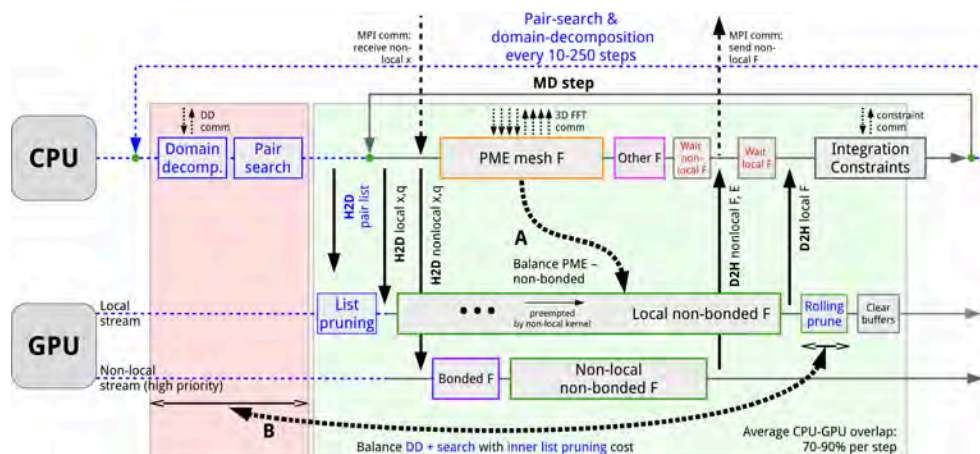 Pair-search &
domain-decomposition
every 10-250 steps
MPI comm:
receive non-
local x
MPI comm:
send non-
local F
MD step
DD
comm
3D FFT
comm
constraint
comm
CPU
Domain
decomp.
Pair
search
PME mesh F
Other F
Wait
non-
local F
Wait
local F
Integration
Constraints
H2D
pair list
H2D local x,q
H2D nonlocal x,q
A
Balance PME –
non-bonded
D2H nonlocal F, E
D2H local F
GPU
Local
stream
List
pruning
•••
preempted
by non-local kernel
Local non-bonded F
Rolling
prune
Clear
buffers
Non-local
stream (high priority)
Bonded F
Non-local
non-bonded F
B
Balance DD + search with inner list pruning cost
Average CPU-GPU overlap:
70-90% per step